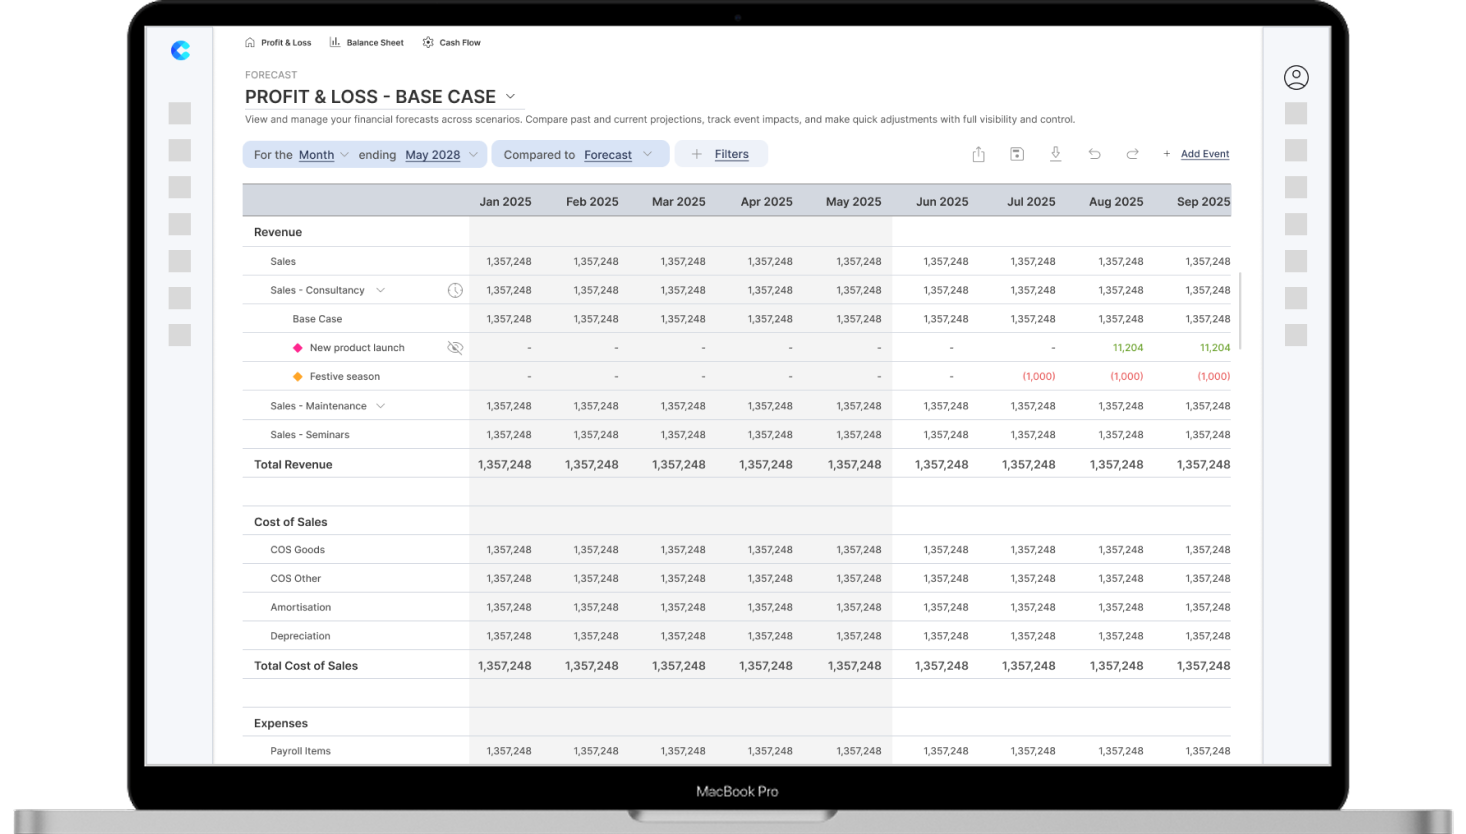 Profit & Loss Balance Sheet Cash Flow
FORECAST
PROFIT & LOSS - BASE CASE
View and manage your financial forecasts across scenarios. Compare past and current projections, track event impacts, and make quick adjustments with full visibility and control.
For the Month ending May 2028 Compared to Forecast + Filters + Add Event
Jan 2025 Feb 2025 Mar 2025 Apr 2025 May 2025 Jun 2025 Jul 2025 Aug 2025 Sep 2025
Revenue
Sales 1,357,248 1,357,248 1,357,248 1,357,248 1,357,248 1,357,248 1,357,248 1,357,248 1,357,248
Sales - Consultancy 1,357,248 1,357,248 1,357,248 1,357,248 1,357,248 1,357,248 1,357,248 1,357,248 1,357,248
Base Case 1,357,248 1,357,248 1,357,248 1,357,248 1,357,248 1,357,248 1,357,248 1,357,248 1,357,248
New product launch - - - - - - - 11,204 11,204
Festive season - - - - - - (1,000) (1,000) (1,000)
Sales - Maintenance 1,357,248 1,357,248 1,357,248 1,357,248 1,357,248 1,357,248 1,357,248 1,357,248 1,357,248
Sales - Seminars 1,357,248 1,357,248 1,357,248 1,357,248 1,357,248 1,357,248 1,357,248 1,357,248 1,357,248
Total Revenue 1,357,248 1,357,248 1,357,248 1,357,248 1,357,248 1,357,248 1,357,248 1,357,248 1,357,248
Cost of Sales
COS Goods 1,357,248 1,357,248 1,357,248 1,357,248 1,357,248 1,357,248 1,357,248 1,357,248 1,357,248
COS Other 1,357,248 1,357,248 1,357,248 1,357,248 1,357,248 1,357,248 1,357,248 1,357,248 1,357,248
Amortisation 1,357,248 1,357,248 1,357,248 1,357,248 1,357,248 1,357,248 1,357,248 1,357,248 1,357,248
Depreciation 1,357,248 1,357,248 1,357,248 1,357,248 1,357,248 1,357,248 1,357,248 1,357,248 1,357,248
Total Cost of Sales 1,357,248 1,357,248 1,357,248 1,357,248 1,357,248 1,357,248 1,357,248 1,357,248 1,357,248
Expenses
Payroll Items 1,357,248 1,357,248 1,357,248 1,357,248 1,357,248 1,357,248 1,357,248 1,357,248 1,357,248
MacBook Pro